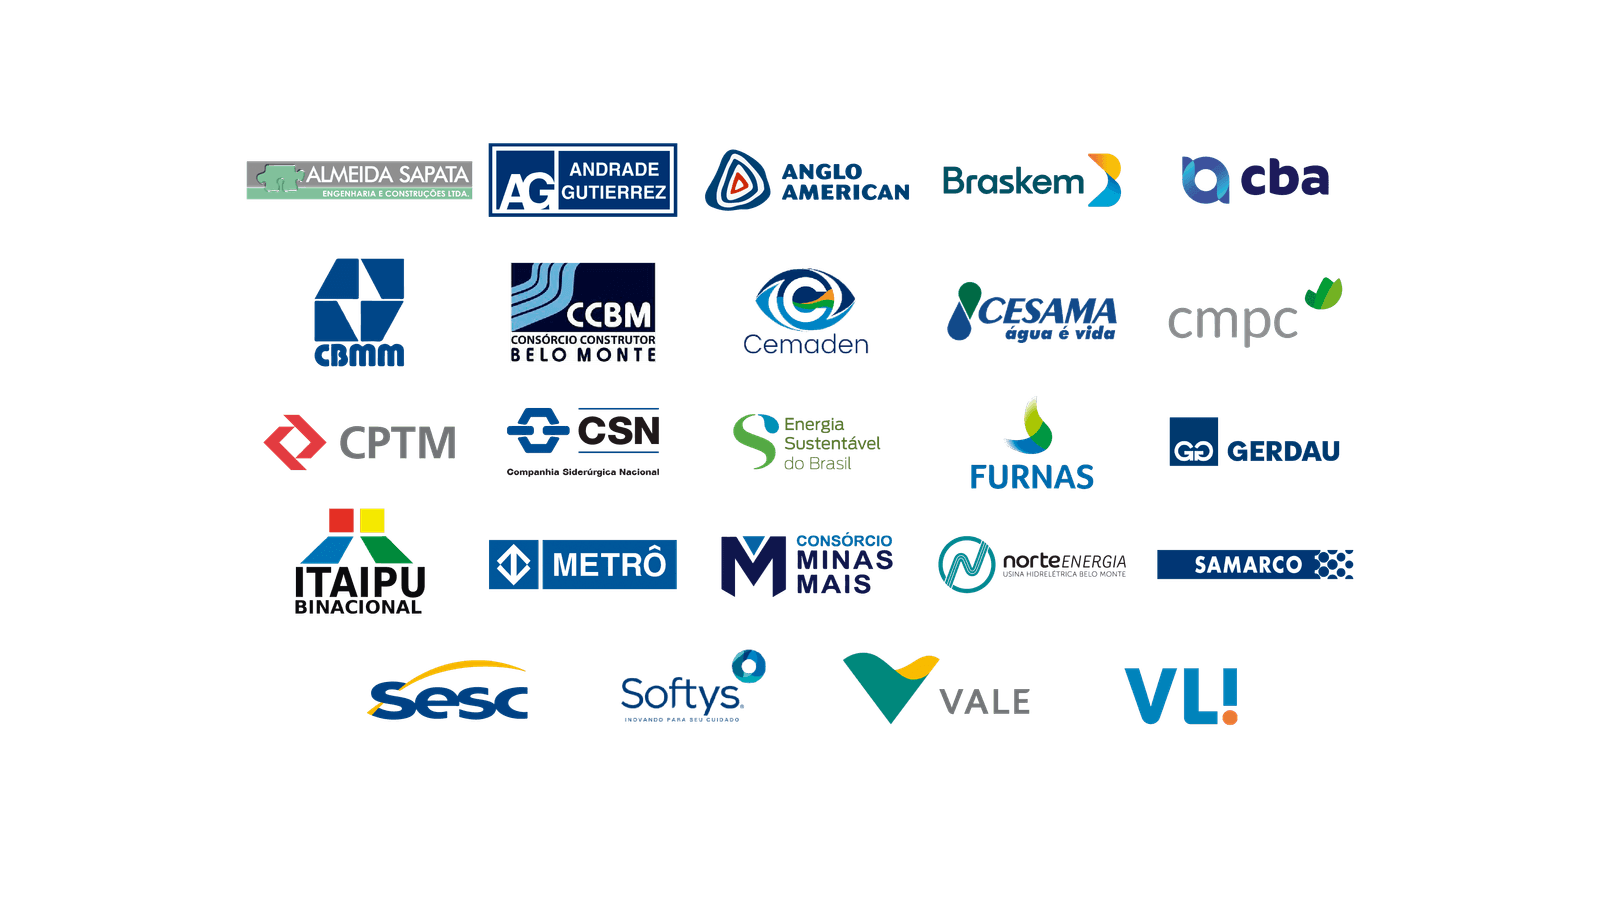 ALMEIDA SAPATA
ENGENHARIA E CONSTRUÇÕES LTDA.
AG
ANDRADE
GUTIERREZ
ANGLO
AMERICAN
Braskem
cba
CBMM
CCBM
CONSÓRCIO CONSTRUTOR
BELO MONTE
Cemaden
CESAMA
água é vida
cmpc
CPTM
CSN
Companhia Siderúrgica Nacional
Energia
Sustentável
do Brasil
FURNAS
GG
GERDAU
ITAIPU
BINACIONAL
METRÔ
M
CONSÓRCIO
MINAS
MAIS
norteENERGIA
USINA HIDRELÉTRICA BELO MONTE
SAMARCO
Sesc
Softys
INOVANDO PARA SEU CUIDADO
VALE
VL!